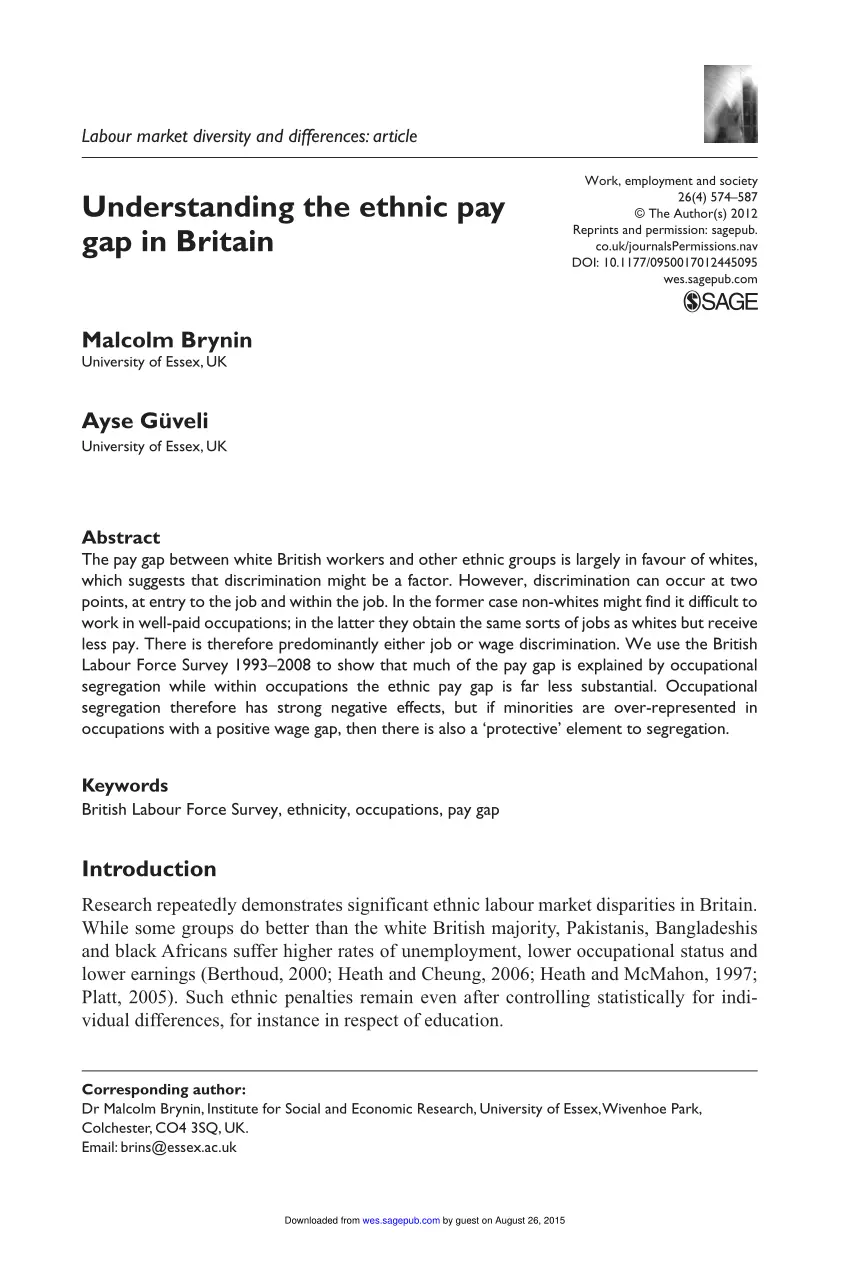 Labour market diversity and differences: article
Understanding the ethnic pay
gap in Britain
Work, employment and society
26(4) 574–587
© The Author(s) 2012
Reprints and permission: sagepub.
co.uk/journalsPermissions.nav
DOI: 10.1177/0950017012445095
wes.sagepub.com
SAGE
Malcolm Brynin
University of Essex, UK
Ayse Güveli
University of Essex, UK
Abstract
The pay gap between white British workers and other ethnic groups is largely in favour of whites,
which suggests that discrimination might be a factor. However, discrimination can occur at two
points, at entry to the job and within the job. In the former case non-whites might find it difficult to
work in well-paid occupations; in the latter they obtain the same sorts of jobs as whites but receive
less pay. There is therefore predominantly either job or wage discrimination. We use the British
Labour Force Survey 1993–2008 to show that much of the pay gap is explained by occupational
segregation while within occupations the ethnic pay gap is far less substantial. Occupational
segregation therefore has strong negative effects, but if minorities are over-represented in
occupations with a positive wage gap, then there is also a ‘protective’ element to segregation.
Keywords
British Labour Force Survey, ethnicity, occupations, pay gap
Introduction
Research repeatedly demonstrates significant ethnic labour market disparities in Britain.
While some groups do better than the white British majority, Pakistanis, Bangladeshis
and black Africans suffer higher rates of unemployment, lower occupational status and
lower earnings (Berthoud, 2000; Heath and Cheung, 2006; Heath and McMahon, 1997;
Platt, 2005). Such ethnic penalties remain even after controlling statistically for indi-
vidual differences, for instance in respect of education.
Corresponding author:
Dr Malcolm Brynin, Institute for Social and Economic Research, University of Essex, Wivenhoe Park,
Colchester, CO4 3SQ, UK.
Email: brins@essex.ac.uk
Downloaded from wes.sagepub.com by guest on August 26, 2015